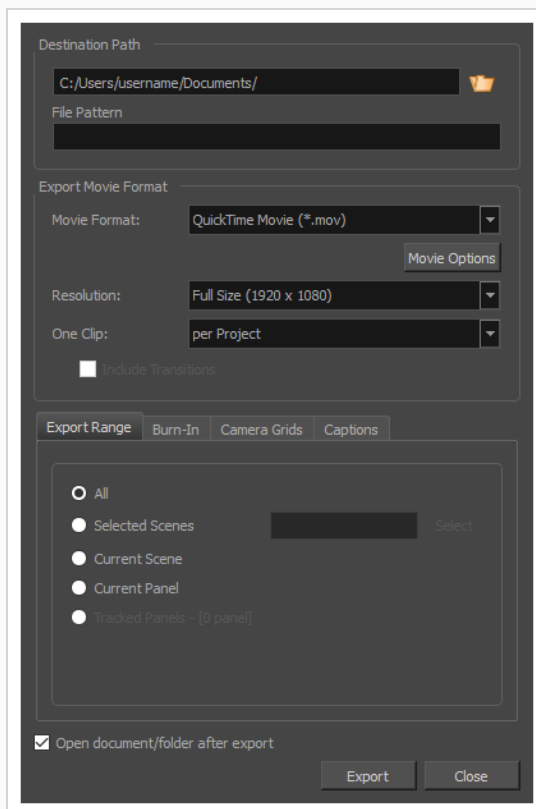 Destination Path
C:/Users/username/Documents/
File Pattern
Export Movie Format
Movie Format: QuickTime Movie (*.mov)
Movie Options
Resolution: Full Size (1920 x 1080)
One Clip: per Project
Include Transitions
Export Range Burn-In Camera Grids Captions
All
Selected Scenes Select
Current Scene
Current Panel
Tracked Panels - [0 panel]
Open document/folder after export
Export Close